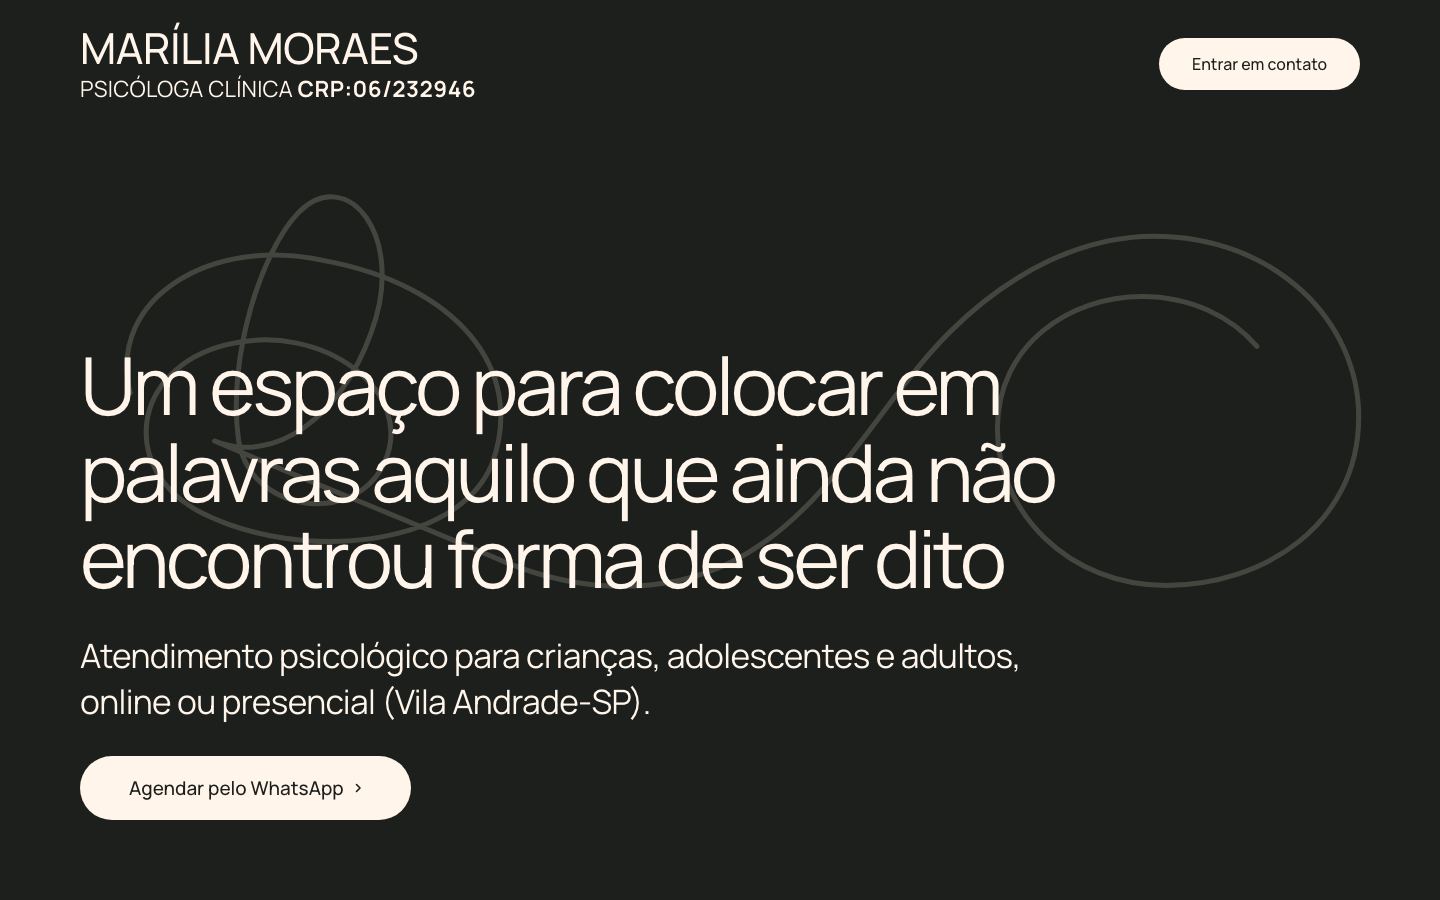 MARÍLIA MORAES
PSICÓLOGA CLÍNICA CRP:06/232946
Entrar em contato
Um espaço para colocar em
palavras aquilo que ainda não
encontrou forma de ser dito
Atendimento psicológico para crianças, adolescentes e adultos,
online ou presencial (Vila Andrade-SP).
Agendar pelo WhatsApp ›